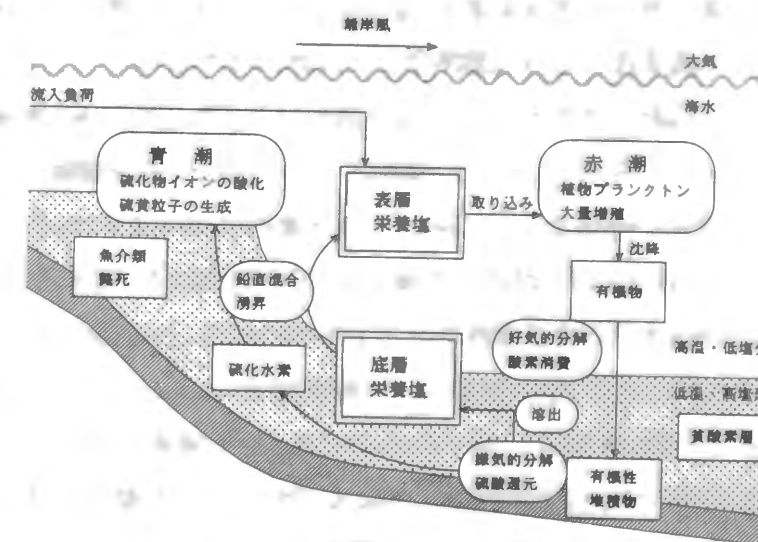 離岸風
大気
流入負荷
海水
青潮
硫化物イオンの酸化
硫黄粒子の生成
表層
栄養塩
取り込み
赤潮
植物プランクトン
大量増殖
沈降
魚介類
斃死
鉛直混合
湧昇
有機物
硫化水素
底層
栄養塩
好気的分解
酸素消費
高温・低塩分
低温 高塩
溶出
貧酸素層
嫌気的分解
硫酸還元
有機性
堆積物